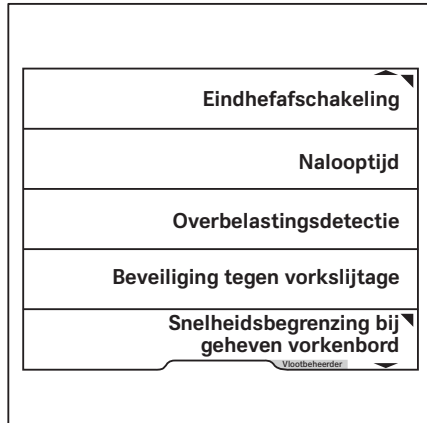 Eindhefafschakeling
Nalooptijd
Overbelastingsdetectie
Beveiliging tegen vorkslijtage
Snelheidsbegrenzing bij
geheven vorkenbord
Vlootbeheerder